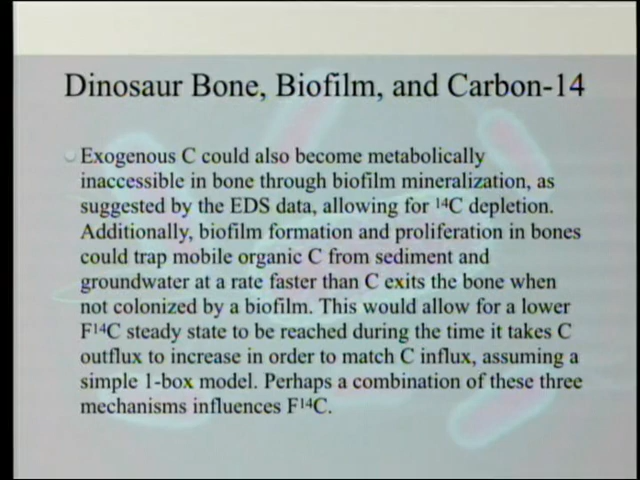 Dinosaur Bone, Biofilm, and Carbon-14
Exogenous C could also become metabolically
inaccessible in bone through biofilm mineralization, as
suggested by the EDS data, allowing for ¹⁴C depletion.
Additionally, biofilm formation and proliferation in bones
could trap mobile organic C from sediment and
groundwater at a rate faster than C exits the bone when
not colonized by a biofilm. This would allow for a lower
F¹⁴C steady state to be reached during the time it takes C
outflux to increase in order to match C influx, assuming a
simple 1-box model. Perhaps a combination of these three
mechanisms influences F¹⁴C.